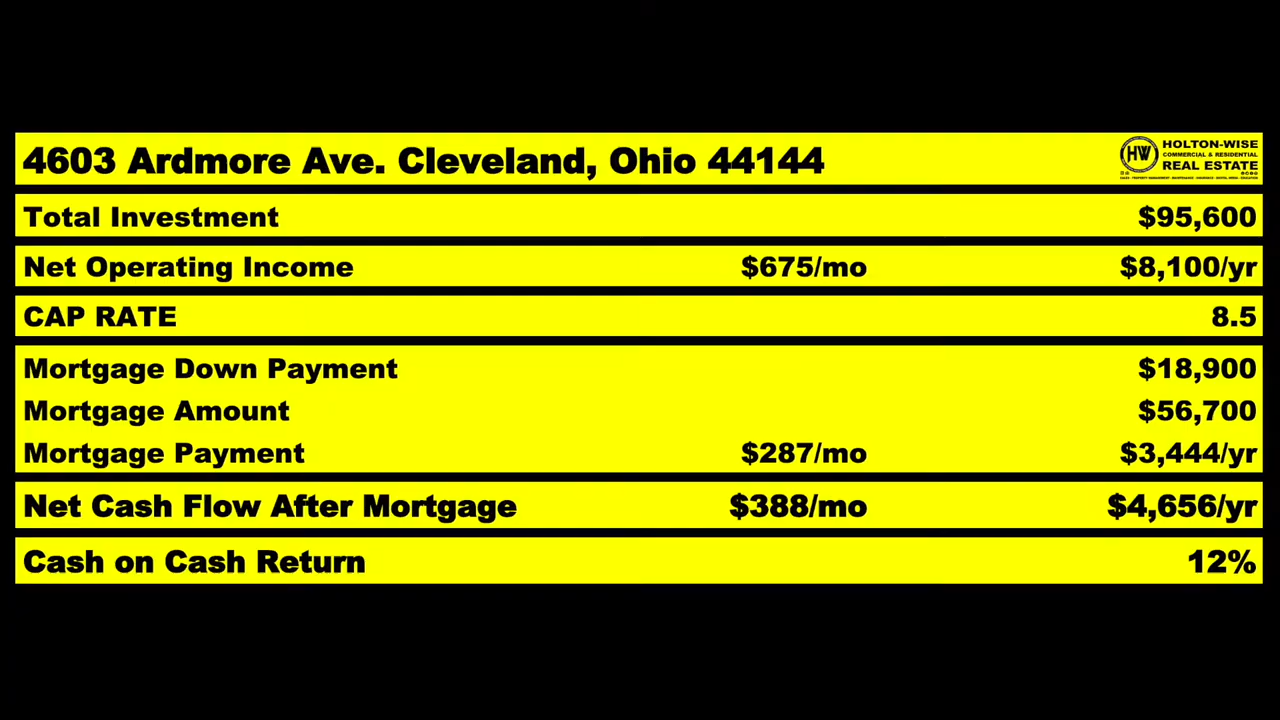 4603 Ardmore Ave. Cleveland, Ohio 44144
HW
HOLTON-WISE
COMMERCIAL & RESIDENTIAL
REAL ESTATE
Total Investment $95,600
Net Operating Income $675/mo $8,100/yr
CAP RATE 8.5
Mortgage Down Payment $18,900
Mortgage Amount $56,700
Mortgage Payment $287/mo $3,444/yr
Net Cash Flow After Mortgage $388/mo $4,656/yr
Cash on Cash Return 12%